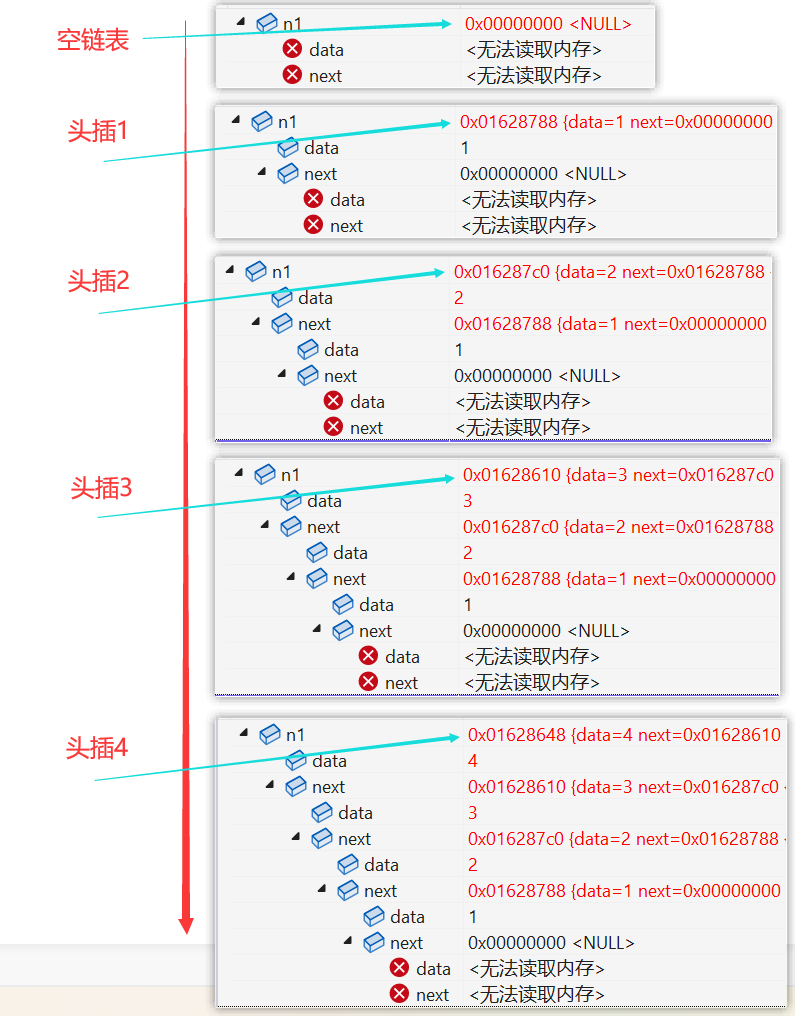 空链表
n1 0x00000000 <NULL>
data <无法读取内存>
next <无法读取内存>
头插1
n1 0x01628788 {data=1 next=0x00000000
data 1
next 0x00000000 <NULL>
data <无法读取内存>
next <无法读取内存>
头插2
n1 0x016287c0 {data=2 next=0x01628788
data 2
next 0x01628788 {data=1 next=0x00000000
data 1
next 0x00000000 <NULL>
data <无法读取内存>
next <无法读取内存>
头插3
n1 0x01628610 {data=3 next=0x016287c0
data 3
next 0x016287c0 {data=2 next=0x01628788
data 2
next 0x01628788 {data=1 next=0x00000000
data 1
next 0x00000000 <NULL>
data <无法读取内存>
next <无法读取内存>
头插4
n1 0x01628648 {data=4 next=0x01628610
data 4
next 0x01628610 {data=3 next=0x016287c0
data 3
next 0x016287c0 {data=2 next=0x01628788
data 2
next 0x01628788 {data=1 next=0x00000000
data 1
next 0x00000000 <NULL>
data <无法读取内存>
next <无法读取内存>